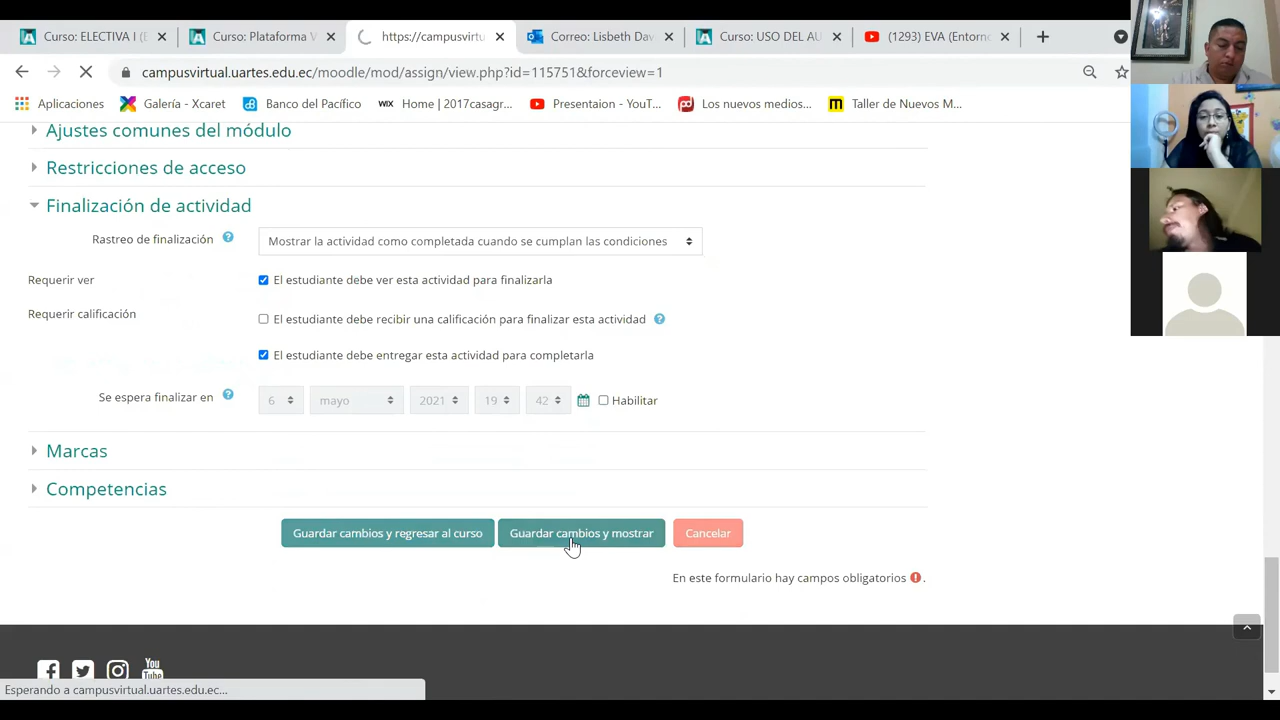 Curso: ELECTIVA I (E
Curso: Plataforma V
https://campusvirtu
Correo: Lisbeth Dav
Curso: USO DEL AU
(1293) EVA (Entorn
campusvirtual.uartes.edu.ec/moodle/mod/assign/view.php?id=115751&forceview=1
Aplicaciones
Galería - Xcaret
Banco del Pacífico
WIX Home | 2017casagr...
Presentaion - YouT...
pd Los nuevos medios...
M Taller de Nuevos M...
Ajustes comunes del módulo
Restricciones de acceso
Finalización de actividad
Rastreo de finalización
Mostrar la actividad como completada cuando se cumplan las condiciones
Requerir ver
El estudiante debe ver esta actividad para finalizarla
Requerir calificación
El estudiante debe recibir una calificación para finalizar esta actividad
El estudiante debe entregar esta actividad para completarla
Se espera finalizar en
6 mayo 2021 19 42 Habilitar
Marcas
Competencias
Guardar cambios y regresar al curso
Guardar cambios y mostrar
Cancelar
En este formulario hay campos obligatorios
You Tube
Esperando a campusvirtual.uartes.edu.ec...